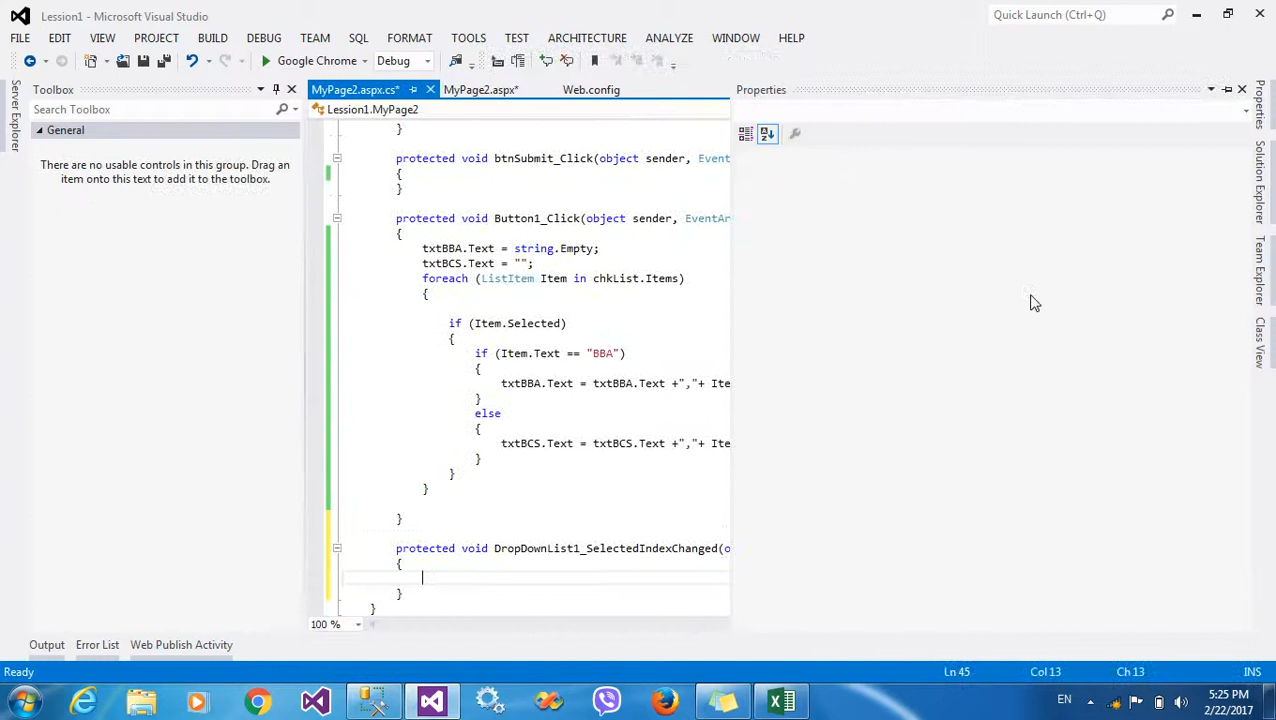 Lession1 - Microsoft Visual Studio
Quick Launch (Ctrl+Q)
FILE EDIT VIEW PROJECT BUILD DEBUG TEAM SQL FORMAT TOOLS TEST ARCHITECTURE ANALYZE WINDOW HELP
Google Chrome Debug
Server Explorer
Toolbox
Search Toolbox
General
There are no usable controls in this group. Drag an
item onto this text to add it to the toolbox.
MyPage2.aspx.cs* MyPage2.aspx* Web.config
Lession1.MyPage2
}
protected void btnSubmit_Click(object sender, Event
{
}
protected void Button1_Click(object sender, EventAr
{
txtBBA.Text = string.Empty;
txtBCS.Text = "";
foreach (ListItem Item in chkList.Items)
{
if (Item.Selected)
{
if (Item.Text == "BBA")
{
txtBBA.Text = txtBBA.Text +","+ Ite
}
else
{
txtBCS.Text = txtBCS.Text +","+ Ite
}
}
}
}
protected void DropDownList1_SelectedIndexChanged(o
{
}
}
100 %
Properties
Properties
Solution Explorer
Team Explorer
Class View
Output Error List Web Publish Activity
Ready Ln 45 Col 13 Ch 13 INS
EN
5:25 PM
2/22/2017